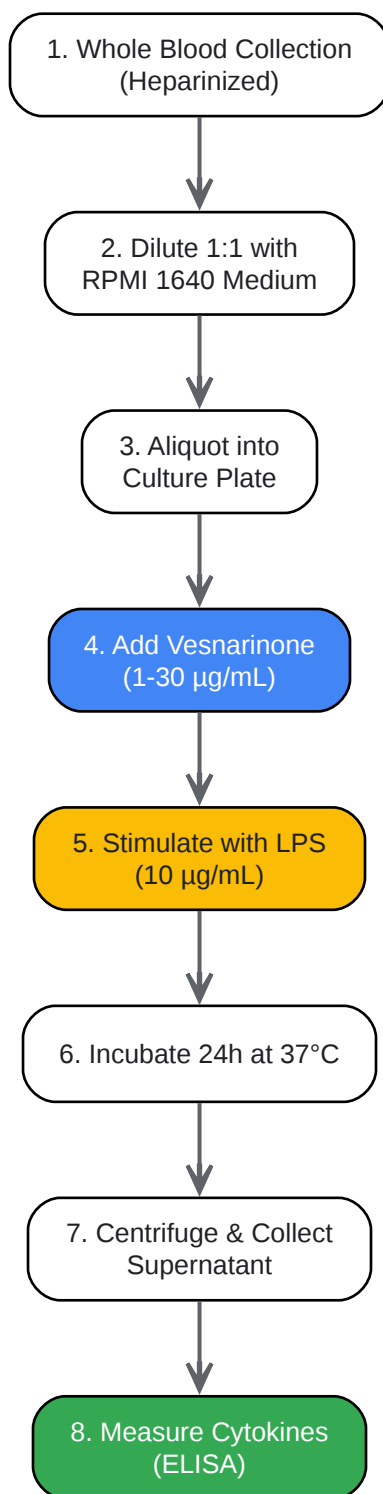 1. Whole Blood Collection
(Heparinized)
2. Dilute 1:1 with
RPMI 1640 Medium
3. Aliquot into
Culture Plate
4. Add Vesnarinone
(1-30 µg/mL)
5. Stimulate with LPS
(10 µg/mL)
6. Incubate 24h at 37°C
7. Centrifuge & Collect
Supernatant
8. Measure Cytokines
(ELISA)